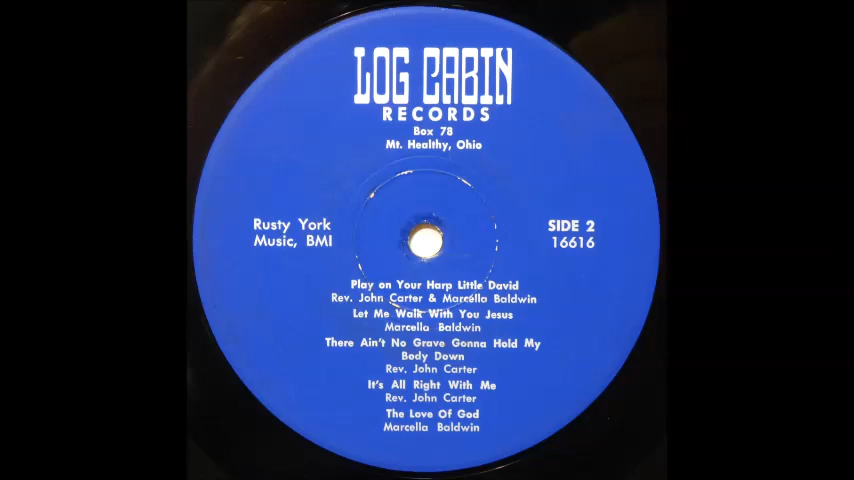 LOG CABIN
RECORDS
Box 78
Mt. Healthy, Ohio
Rusty York
Music, BMI
SIDE 2
16616
Play on Your Harp Little David
Rev. John Carter & Marcella Baldwin
Let Me Walk With You Jesus
Marcella Baldwin
There Ain't No Grave Gonna Hold My
Body Down
Rev. John Carter
It's All Right With Me
Rev. John Carter
The Love Of God
Marcella Baldwin